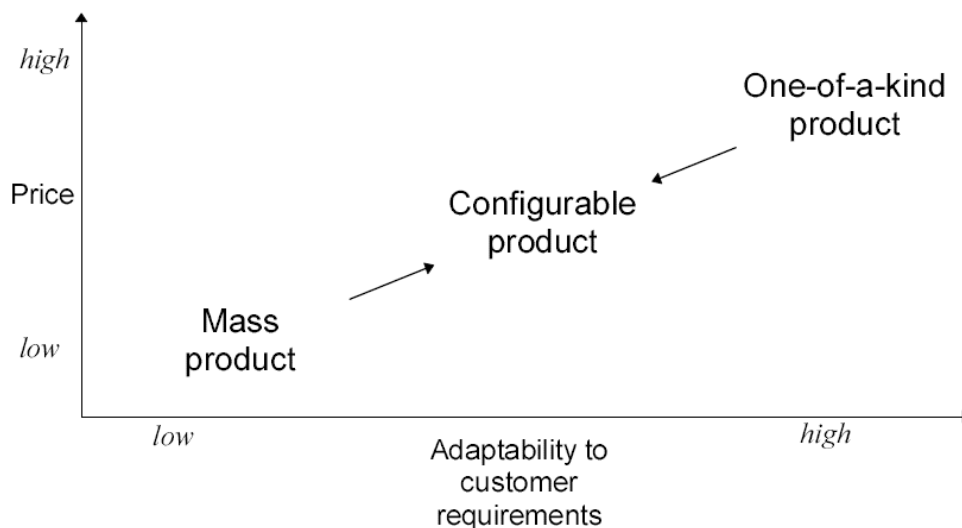 high
One-of-a-kind
product
Price
Configurable
product
Mass
product
low
low
high
Adaptability to
customer
requirements